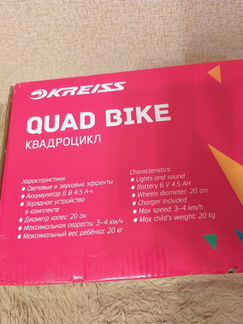 KREISS
QUAD BIKE
КВАДРОЦИКЛ
Характеристики:
Световые и звуковые эффекты
Аккумулятор 6 В 4.5 А·ч
Зарядное устройство
в комплекте
Диаметр колес: 20 см
Максимальная скорость: 3-4 км/ч
Максимальный вес ребёнка: 20 кг
Characteristics:
Lights and sound
Battery 6 V 4.5 AH
Wheels diameter: 20 cm
Charger included
Max speed: 3-4 km/h
Max child's weight: 20 kg